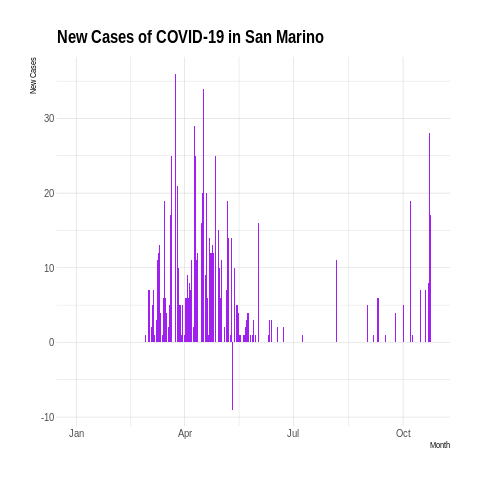 New Cases of COVID-19 in San Marino
New Cases
30
20
10
0
-10
Jan Apr Jul Oct
Month